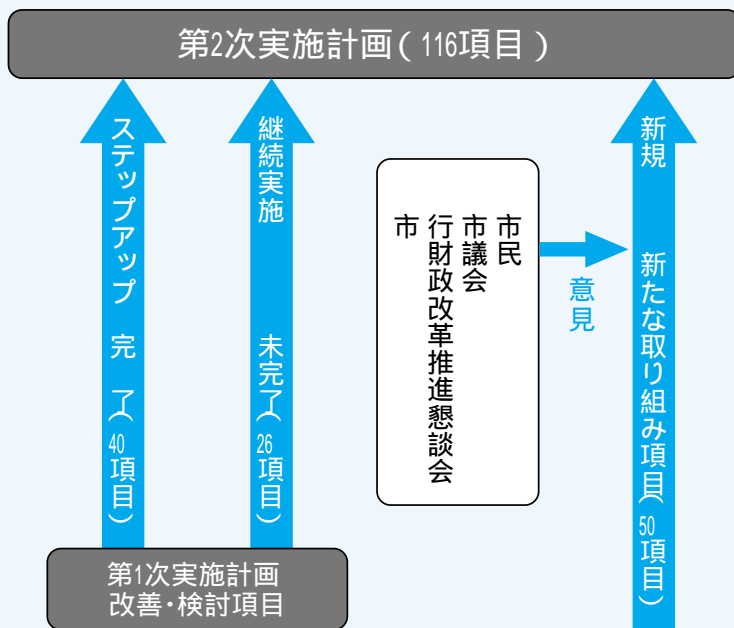 第2次実施計画(116項目)
ステップアップ 完 了(40項目)
継続実施 未完了(26項目)
市民
市議会
行財政改革推進懇談会
市
意見
新規 新たな取り組み項目(50項目)
第1次実施計画
改善・検討項目